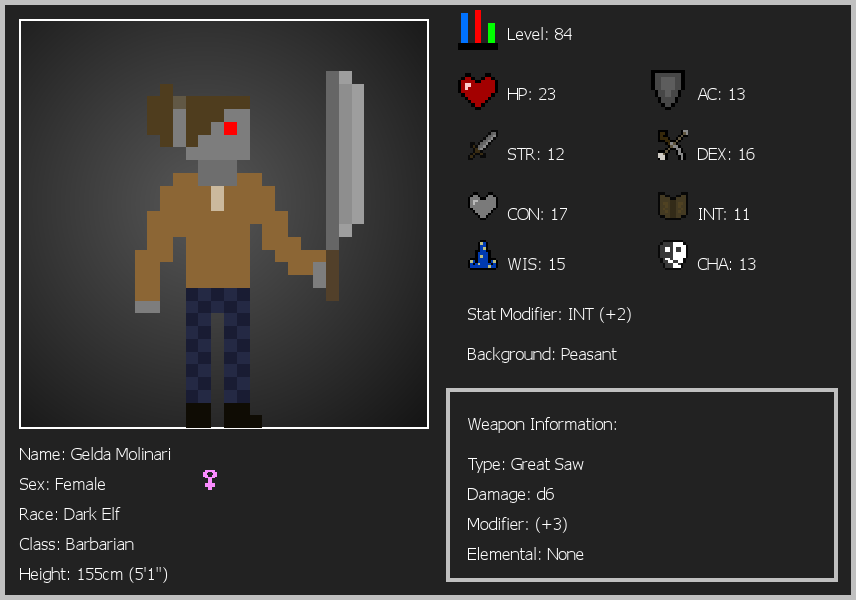 Level: 84
HP: 23
AC: 13
STR: 12
DEX: 16
CON: 17
INT: 11
WIS: 15
CHA: 13
Stat Modifier: INT (+2)
Background: Peasant
Name: Gelda Molinari
Sex: Female
Race: Dark Elf
Class: Barbarian
Height: 155cm (5'1")
Weapon Information:
Type: Great Saw
Damage: d6
Modifier: (+3)
Elemental: None